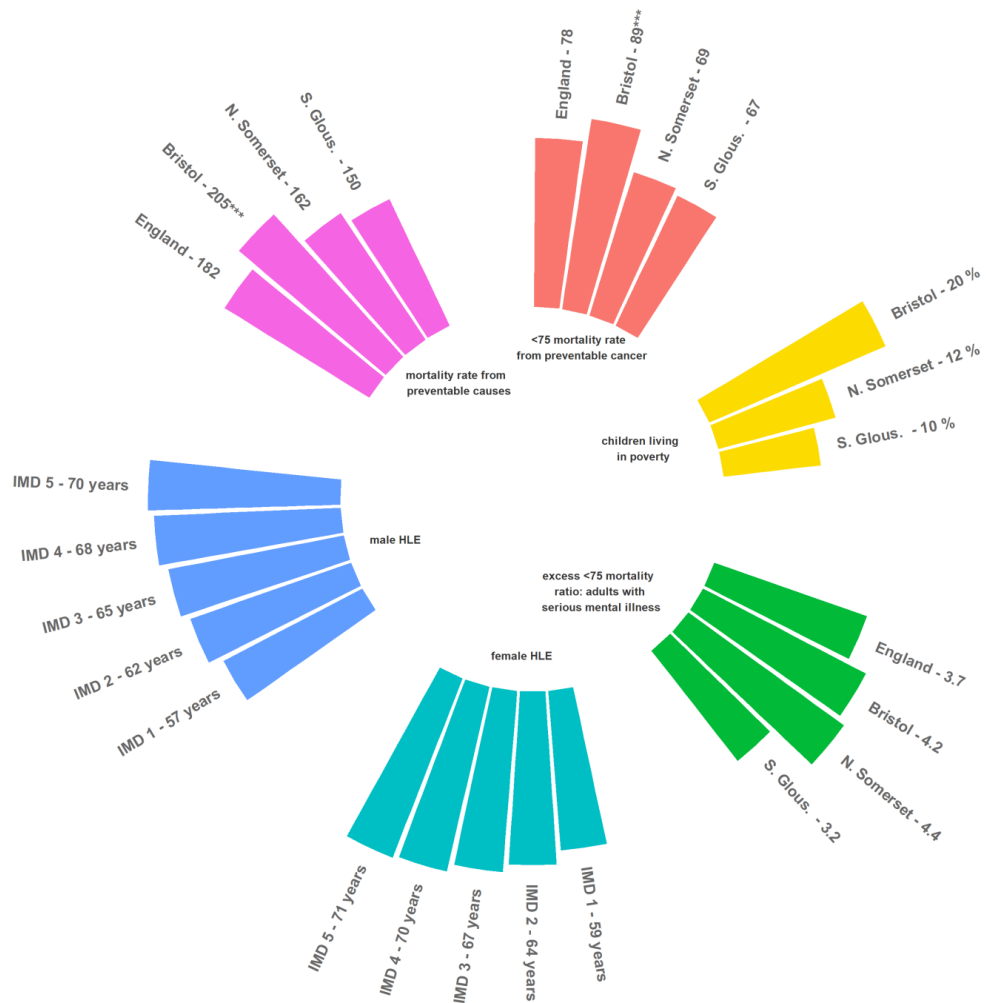 England - 78
Bristol - 89***
N. Somerset - 69
S. Glous. - 67
<75 mortality rate
from preventable cancer
Bristol - 20 %
N. Somerset - 12 %
S. Glous.  - 10 %
children living
in poverty
England - 3.7
Bristol - 4.2
N. Somerset - 4.4
S. Glous.  - 3.2
excess <75 mortality
ratio: adults with
serious mental illness
IMD 1 - 59 years
IMD 2 - 64 years
IMD 3 - 67 years
IMD 4 - 70 years
IMD 5 - 71 years
female HLE
IMD 1 - 57 years
IMD 2 - 62 years
IMD 3 - 65 years
IMD 4 - 68 years
IMD 5 - 70 years
male HLE
England - 182
Bristol - 205***
N. Somerset - 162
S. Glous.  - 150
mortality rate from
preventable causes